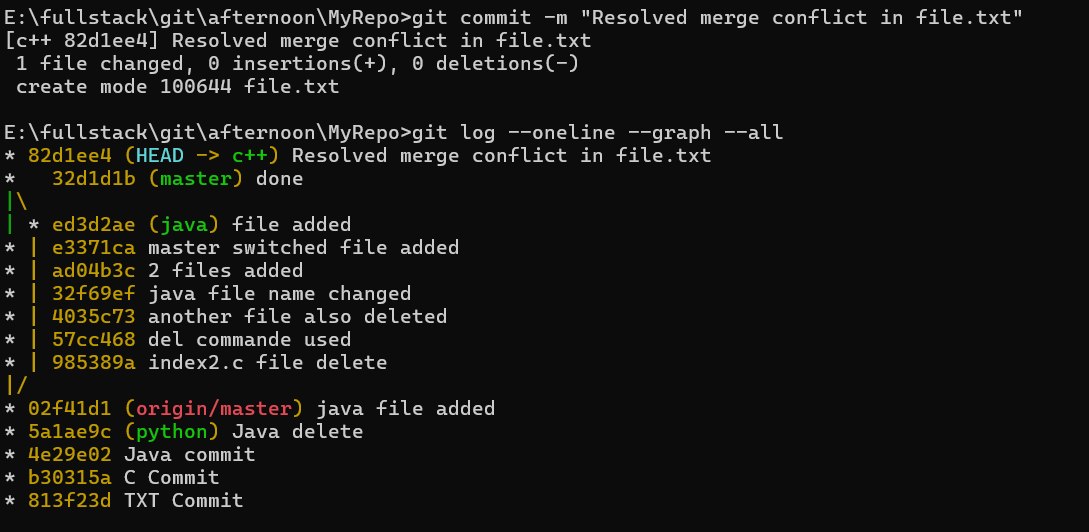 E:\fullstack\git\afternoon\MyRepo>git commit -m "Resolved merge conflict in file.txt"
[c++ 82d1ee4] Resolved merge conflict in file.txt
 1 file changed, 0 insertions(+), 0 deletions(-)
 create mode 100644 file.txt

E:\fullstack\git\afternoon\MyRepo>git log --oneline --graph --all
* 82d1ee4 (HEAD -> c++) Resolved merge conflict in file.txt
*   32d1d1b (master) done
|\
| * ed3d2ae (java) file added
* | e3371ca master switched file added
* | ad04b3c 2 files added
* | 32f69ef java file name changed
* | 4035c73 another file also deleted
* | 57cc468 del commande used
* | 985389a index2.c file delete
|/
* 02f41d1 (origin/master) java file added
* 5a1ae9c (python) Java delete
* 4e29e02 Java commit
* b30315a C Commit
* 813f23d TXT Commit